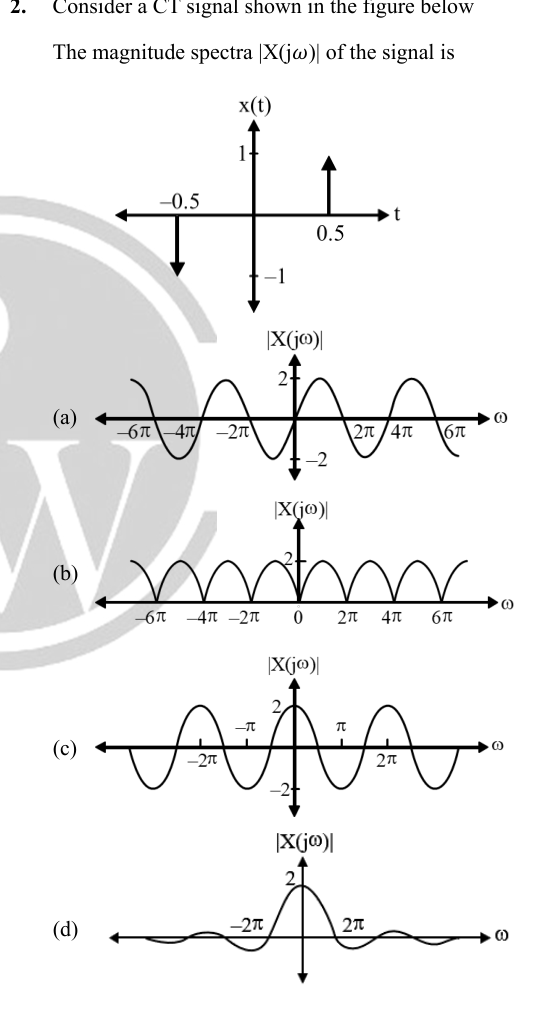 2. Consider a CT signal shown in the figure below
The magnitude spectra |X(jω)| of the signal is
x(t)
1
–0.5
t
0.5
–1
|X(jω)|
2
(a)
ω
–6π –4π –2π 2π 4π 6π
–2
|X(jω)|
2
(b)
ω
–6π –4π –2π 0 2π 4π 6π
|X(jω)|
2
–π π
(c)
ω
–2π 2π
–2
|X(jω)|
2
–2π 2π
(d)
ω
W